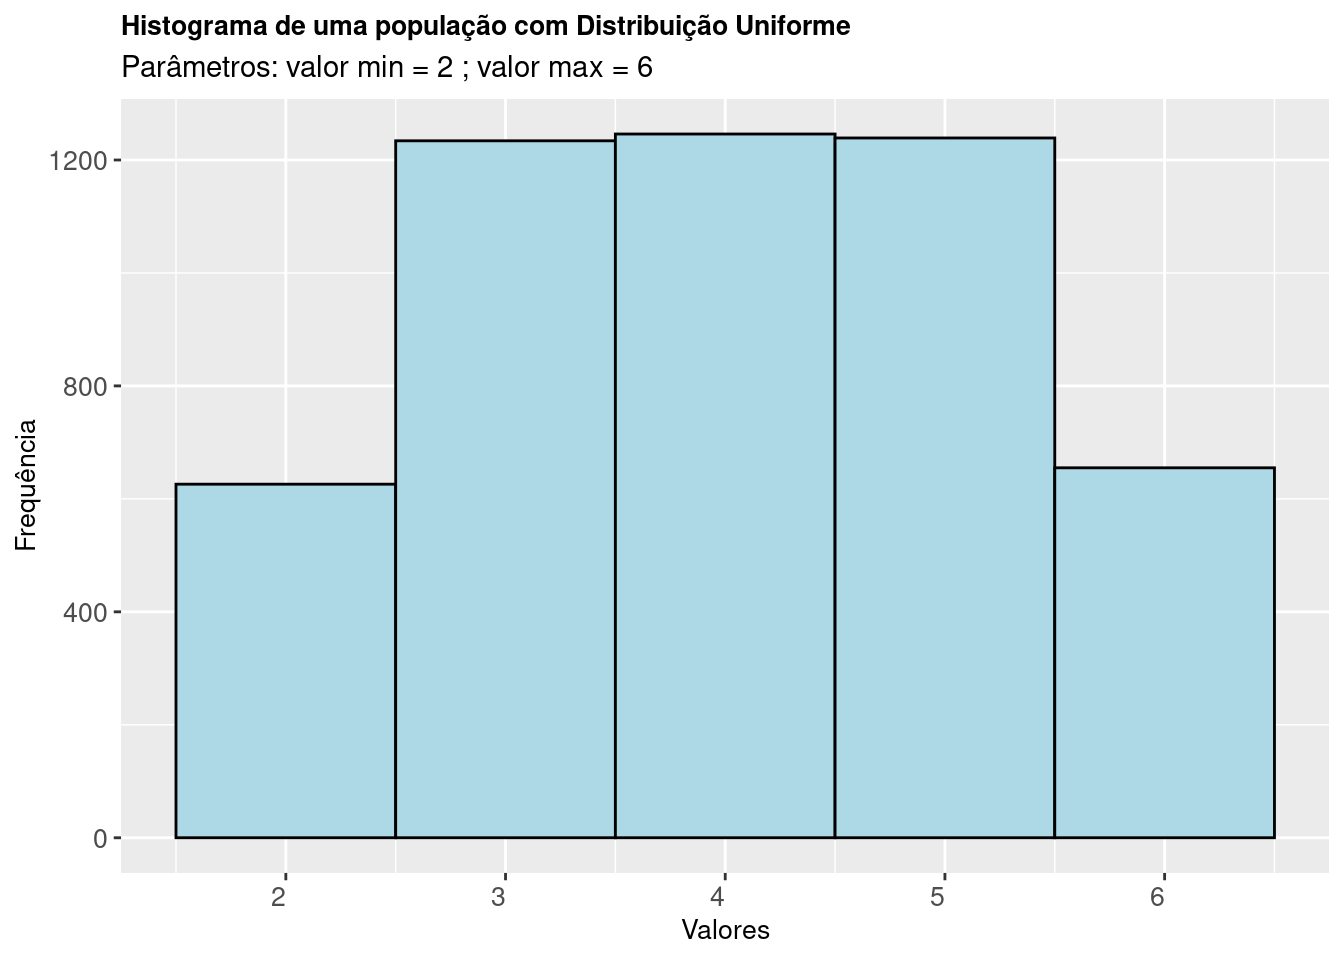 Histograma de uma população com Distribuição Uniforme
Parâmetros: valor min = 2 ; valor max = 6
1200
800
400
0
Frequência
2 3 4 5 6
Valores